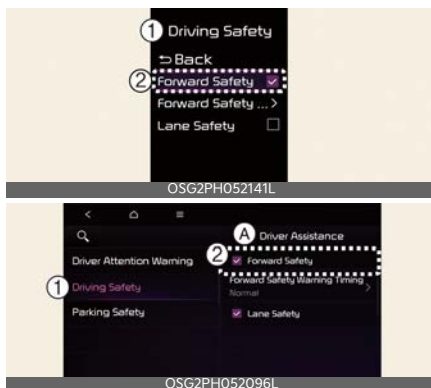 ① Driving Safety
⮌ Back
② Forward Safety
Forward Safety ... >
Lane Safety
OSG2PH052141L
Ⓐ Driver Assistance
Driver Attention Warning
② Forward Safety
① Driving Safety
Forward Safety Warning Timing >
Normal
Parking Safety
Lane Safety
OSG2PH052096L